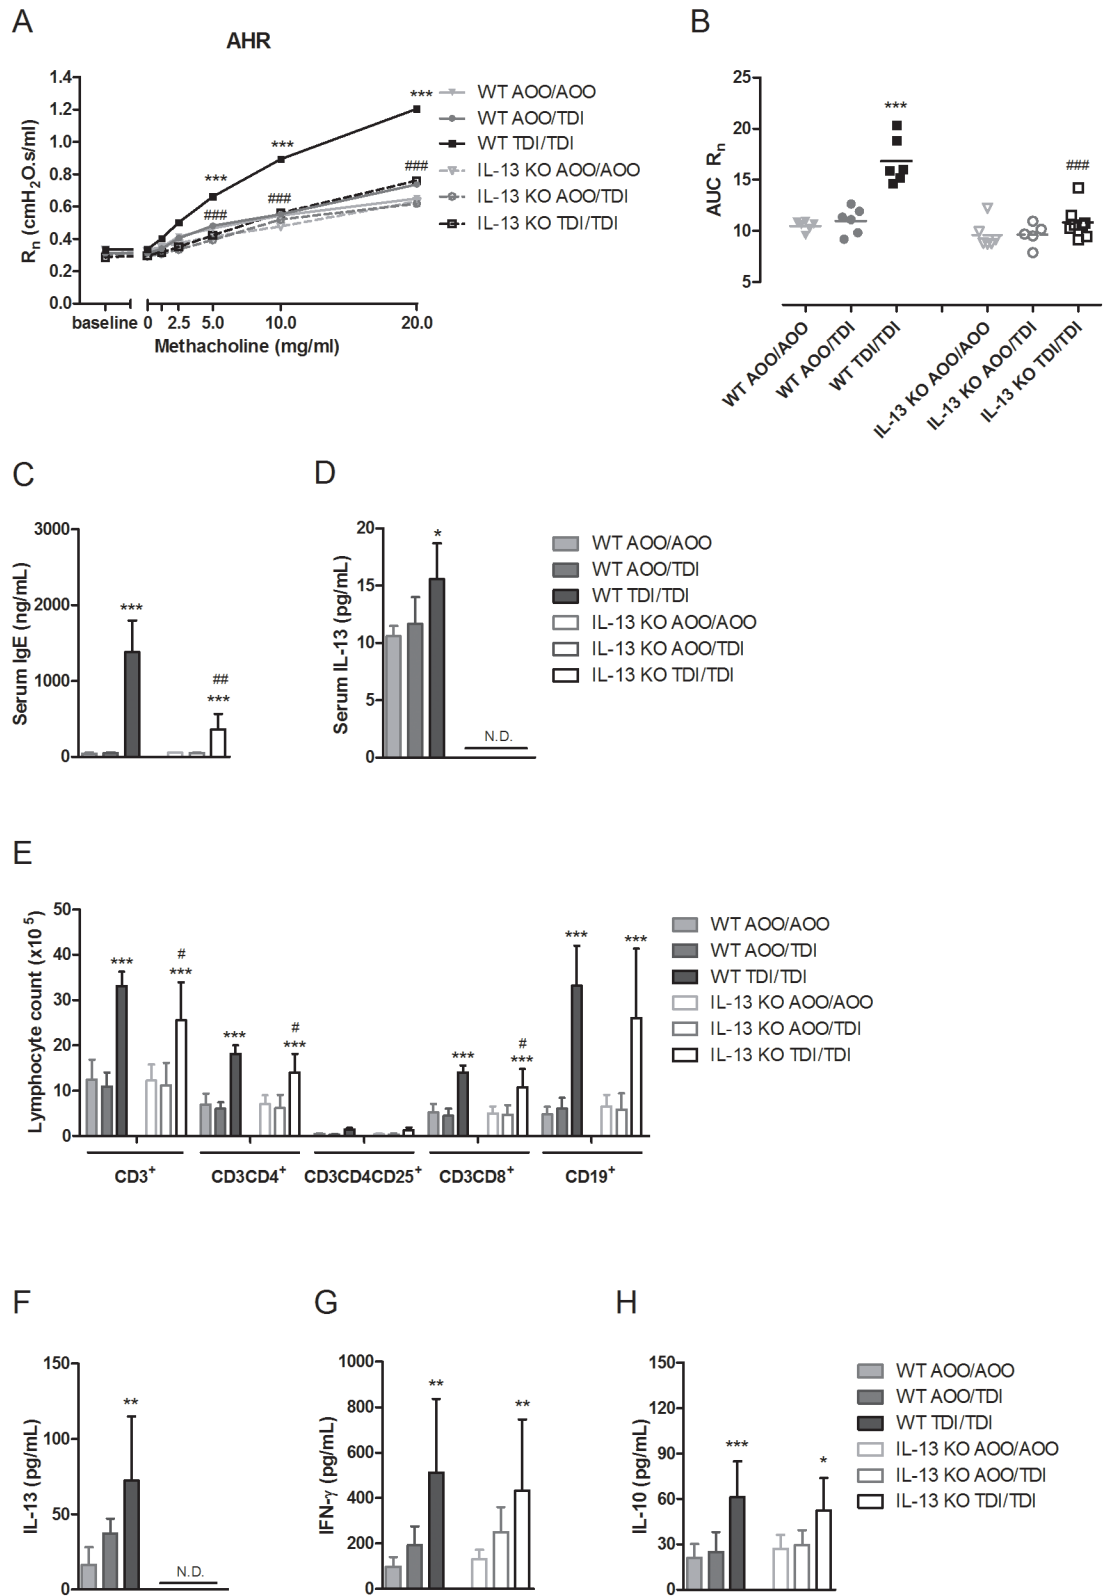 A
AHR
Rn (cmH2O.s/ml)
1.4
1.2
1.0
0.8
0.6
0.4
0.2
0.0
***
***
***
###
###
###
baseline 0 2.5 5.0 10.0 20.0
Methacholine (mg/ml)
WT AOO/AOO
WT AOO/TDI
WT TDI/TDI
IL-13 KO AOO/AOO
IL-13 KO AOO/TDI
IL-13 KO TDI/TDI
B
AUC Rn
25
20
15
10
5
***
###
WT AOO/AOO
WT AOO/TDI
WT TDI/TDI
IL-13 KO AOO/AOO
IL-13 KO AOO/TDI
IL-13 KO TDI/TDI
C
Serum IgE (ng/mL)
3000
2000
1000
0
***
##
***
D
Serum IL-13 (pg/mL)
20
15
10
5
0
*
N.D.
WT AOO/AOO
WT AOO/TDI
WT TDI/TDI
IL-13 KO AOO/AOO
IL-13 KO AOO/TDI
IL-13 KO TDI/TDI
E
Lymphocyte count (x10 5)
50
40
30
20
10
0
***
#
***
***
#
***
***
#
***
***
***
CD3+ CD3CD4+ CD3CD4CD25+ CD3CD8+ CD19+
WT AOO/AOO
WT AOO/TDI
WT TDI/TDI
IL-13 KO AOO/AOO
IL-13 KO AOO/TDI
IL-13 KO TDI/TDI
F
IL-13 (pg/mL)
150
100
50
0
**
N.D.
G
IFN-γ (pg/mL)
1000
800
600
400
200
0
**
**
H
IL-10 (pg/mL)
150
90
60
30
0
***
*
WT AOO/AOO
WT AOO/TDI
WT TDI/TDI
IL-13 KO AOO/AOO
IL-13 KO AOO/TDI
IL-13 KO TDI/TDI